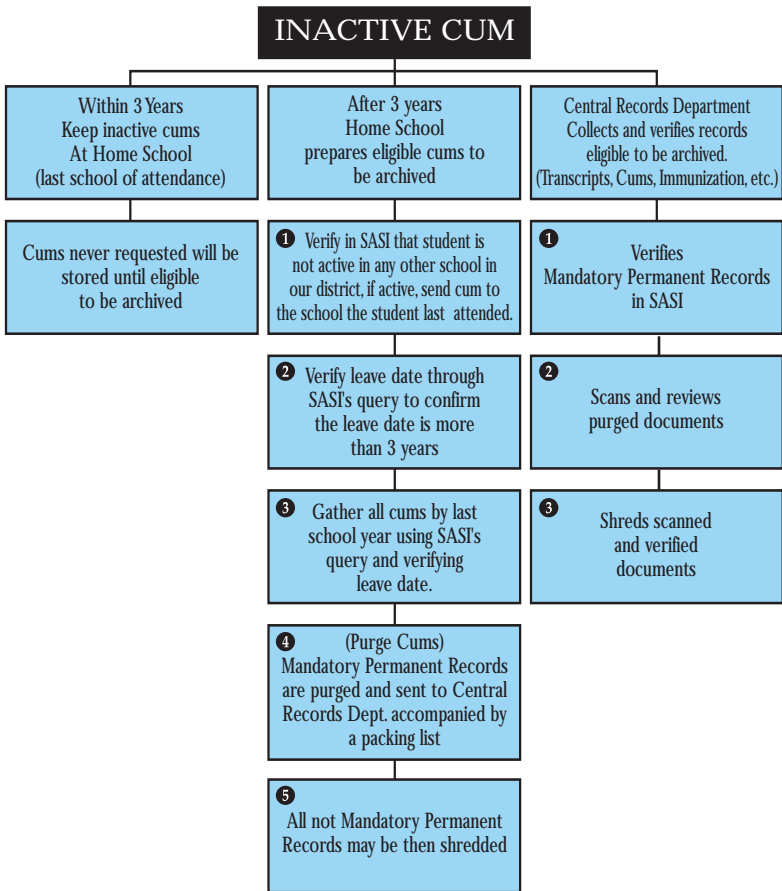 INACTIVE CUM
Within 3 Years
Keep inactive cums
At Home School
(last school of attendance)
Cums never requested will be
stored until eligible
to be archived
After 3 years
Home School
prepares eligible cums to
be archived
1 Verify in SASI that student is
not active in any other school in
our district, if active, send cum to
the school the student last attended.
2 Verify leave date through
SASI's query to confirm
the leave date is more
than 3 years
3 Gather all cums by last
school year using SASI's
query and verifying
leave date.
4 (Purge Cums)
Mandatory Permanent Records
are purged and sent to Central
Records Dept. accompanied by
a packing list
5
All not Mandatory Permanent
Records may be then shredded
Central Records Department
Collects and verifies records
eligible to be archived.
(Transcripts, Cums, Immunization, etc.)
1
Verifies
Mandatory Permanent Records
in SASI
2
Scans and reviews
purged documents
3
Shreds scanned
and verified
documents